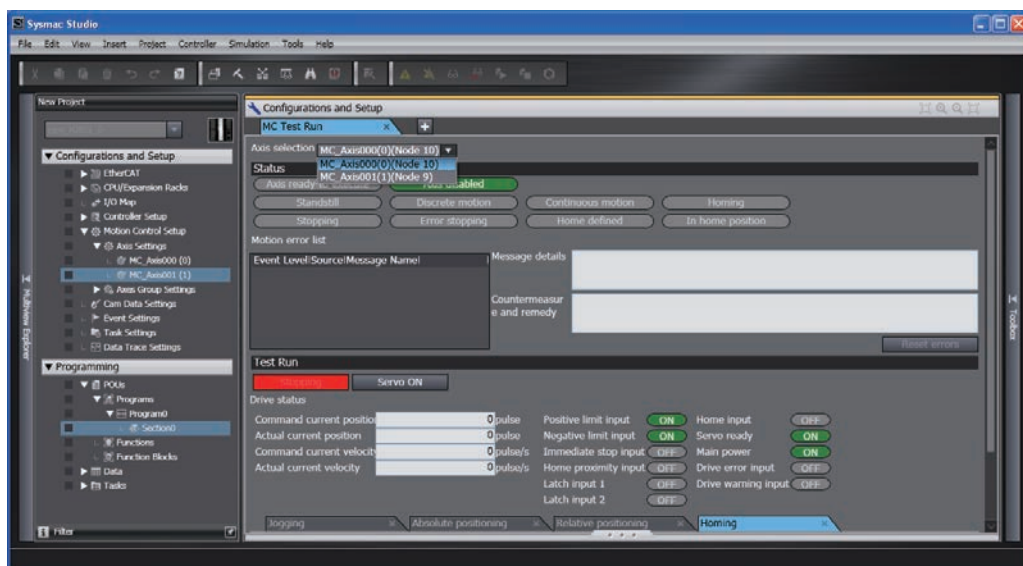 Sysmac Studio
File Edit View Insert Project Controller Simulation Tools Help
New Project
Configurations and Setup
EtherCAT
CPU/Expansion Racks
I/O Map
Controller Setup
Motion Control Setup
Axis Settings
MC_Axis000 (0)
MC_Axis001 (1)
Axes Group Settings
Cam Data Settings
Event Settings
Task Settings
Data Trace Settings
Programming
POUs
Programs
Program0
Section0
Functions
Function Blocks
Data
Tasks
Filter
Multiview Explorer
Configurations and Setup
MC Test Run
Axis selection MC_Axis000(0)(Node 10)
MC_Axis000(0)(Node 10)
MC_Axis001(1)(Node 9)
Status
Axis ready to execute disabled
Standstill Discrete motion Continuous motion Homing
Stopping Error stopping Home defined In home position
Motion error list
Event Level|Source|Message Name|
Message details
Countermeasur
e and remedy
Reset errors
Test Run
Stopping Servo ON
Drive status
Command current position 0 pulse Positive limit input ON Home input OFF
Actual current position 0 pulse Negative limit input ON Servo ready ON
Command current velocity 0 pulse/s Immediate stop input OFF Main power ON
Actual current velocity 0 pulse/s Home proximity input OFF Drive error input OFF
Latch input 1 OFF Drive warning input OFF
Latch input 2 OFF
Jogging Absolute positioning Relative positioning Homing
Toolbox